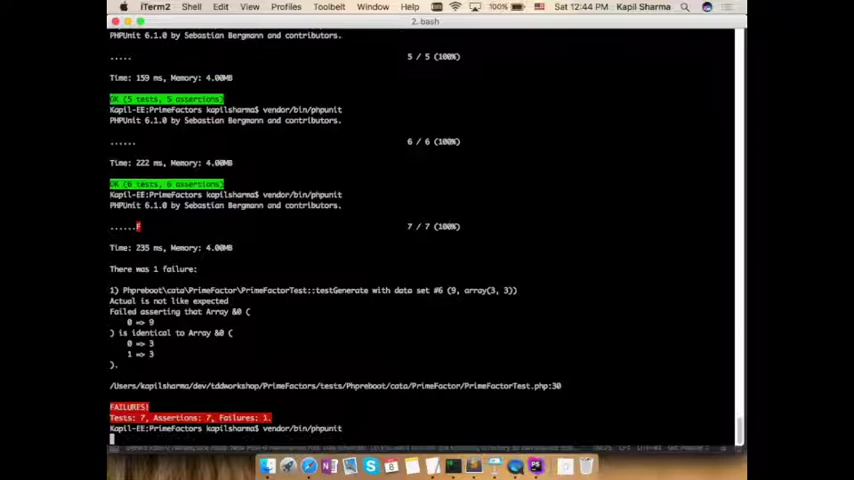 iTerm2 Shell Edit View Profiles Toolbelt Window Help 100% Sat 12:44 PM Kapil Sharma
2. bash
PHPUnit 6.1.0 by Sebastian Bergmann and contributors.
..... 5 / 5 (100%)
Time: 159 ms, Memory: 4.00MB
OK (5 tests, 5 assertions)
Kapil-EE:PrimeFactors kapilsharma$ vendor/bin/phpunit
PHPUnit 6.1.0 by Sebastian Bergmann and contributors.
...... 6 / 6 (100%)
Time: 222 ms, Memory: 4.00MB
OK (6 tests, 6 assertions)
Kapil-EE:PrimeFactors kapilsharma$ vendor/bin/phpunit
PHPUnit 6.1.0 by Sebastian Bergmann and contributors.
......F 7 / 7 (100%)
Time: 235 ms, Memory: 4.00MB
There was 1 failure:
1) Phpreboot\cata\PrimeFactor\PrimeFactorTest::testGenerate with data set #6 (9, array(3, 3))
Actual is not like expected
Failed asserting that Array &0 (
0 => 9
) is identical to Array &0 (
0 => 3
1 => 3
).
/Users/kapilsharma/dev/tddworkshop/PrimeFactors/tests/Phpreboot/cata/PrimeFactor/PrimeFactorTest.php:30
FAILURES!
Tests: 7, Assertions: 7, Failures: 1.
Kapil-EE:PrimeFactors kapilsharma$ vendor/bin/phpunit